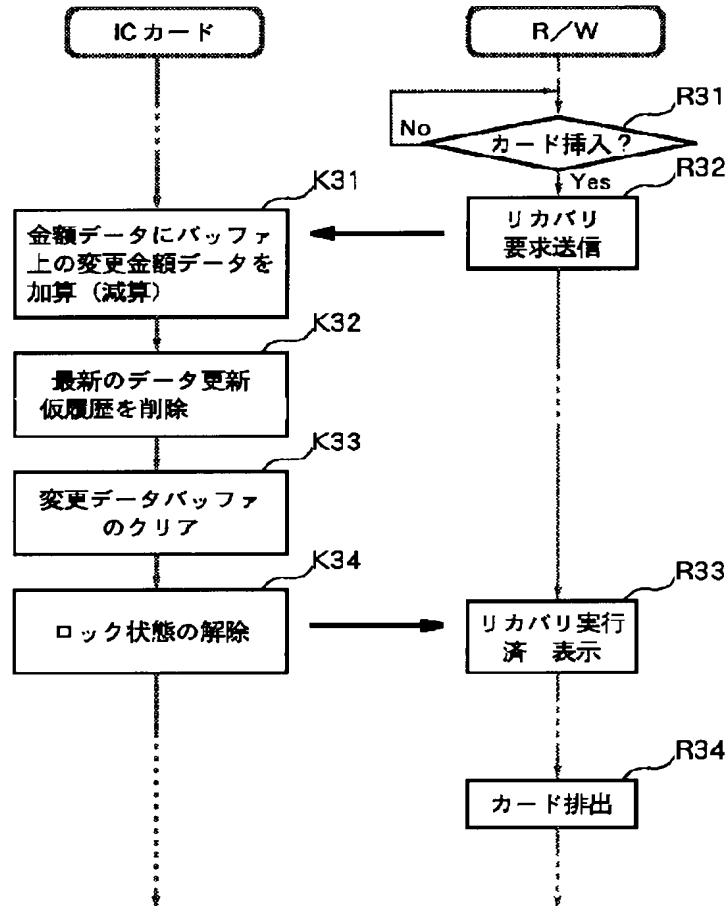 ICカード
R/W
R31
No
カード挿入?
R32
Yes
K31
リカバリ
要求送信
金額データにバッファ
上の変更金額データを
加算(減算)
K32
最新のデータ更新
仮履歴を削除
K33
変更データバッファ
のクリア
K34
R33
ロック状態の解除
リカバリ実行
済 表示
R34
カード排出